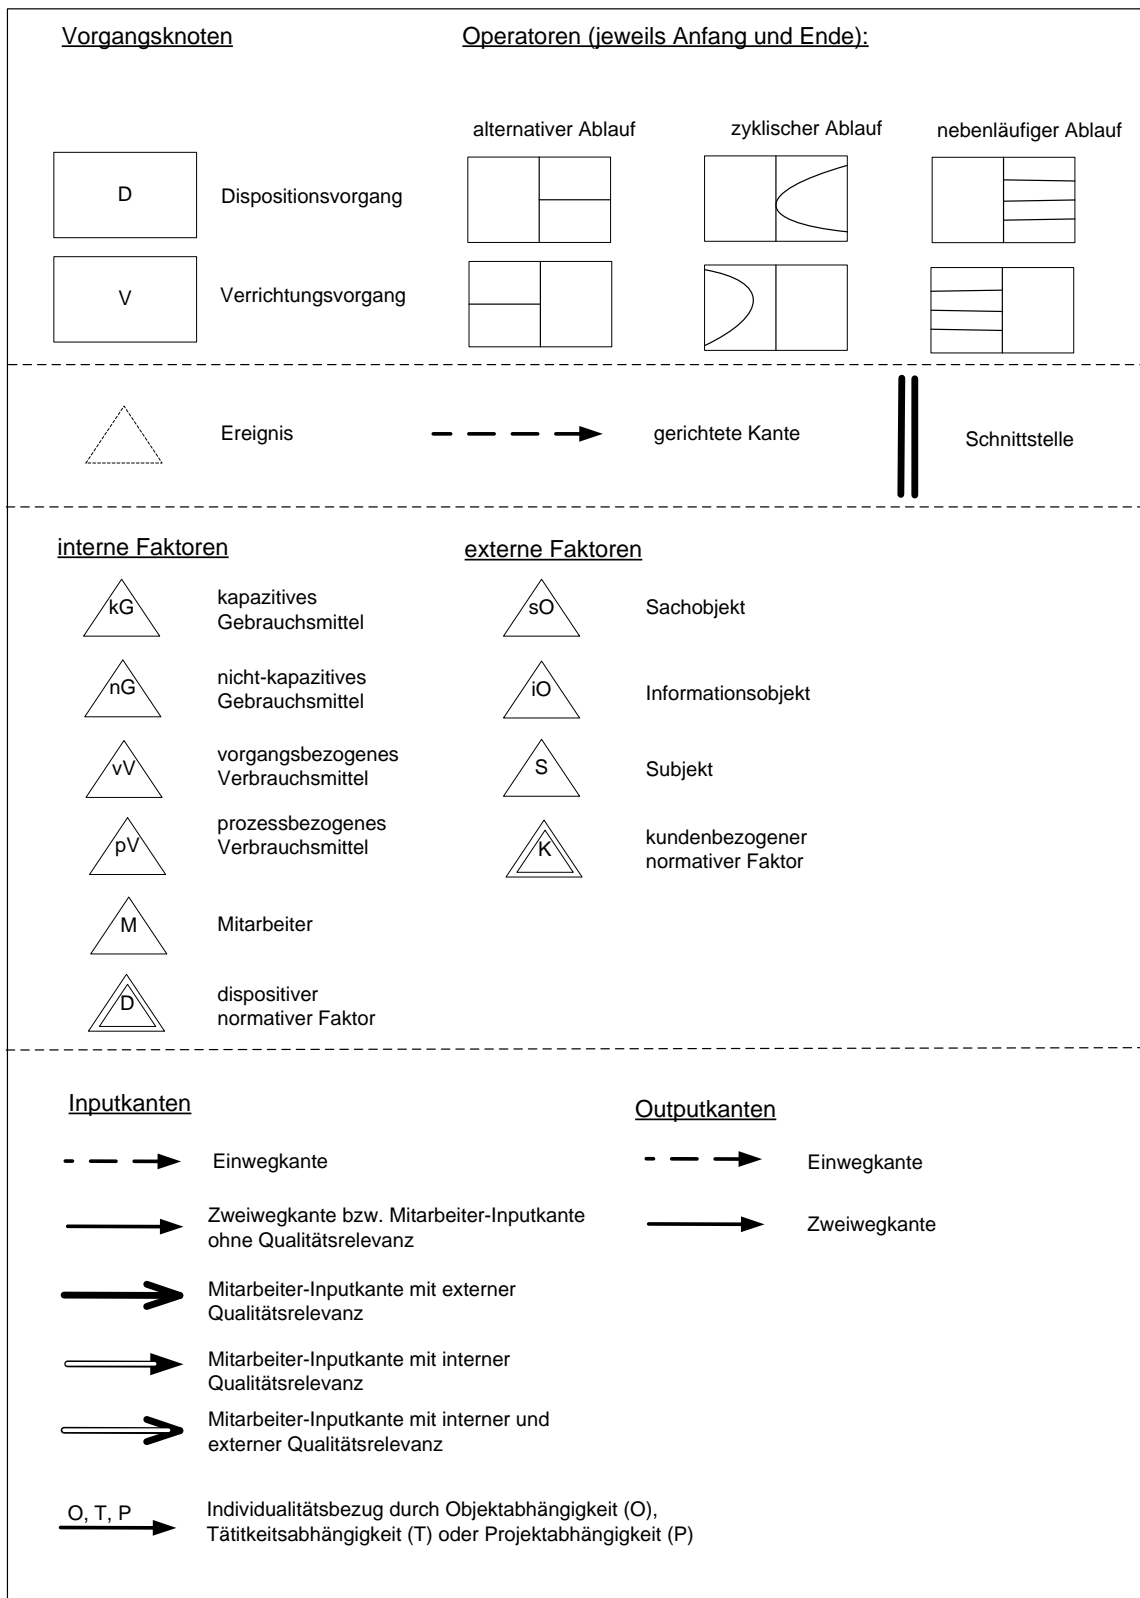 Vorgangsknoten
Operatoren (jeweils Anfang und Ende):
alternativer Ablauf
zyklischer Ablauf
nebenläufiger Ablauf
D
Dispositionsvorgang
V
Verrichtungsvorgang
Ereignis
gerichtete Kante
Schnittstelle
interne Faktoren
externe Faktoren
kG
kapazitives
Gebrauchsmittel
sO
Sachobjekt
nG
nicht-kapazitives
Gebrauchsmittel
iO
Informationsobjekt
vV
vorgangsbezogenes
Verbrauchsmittel
S
Subjekt
pV
prozessbezogenes
Verbrauchsmittel
K
kundenbezogener
normativer Faktor
M
Mitarbeiter
D
dispositiver
normativer Faktor
Inputkanten
Outputkanten
Einwegkante
Einwegkante
Zweiwegkante bzw. Mitarbeiter-Inputkante
ohne Qualitätsrelevanz
Zweiwegkante
Mitarbeiter-Inputkante mit externer
Qualitätsrelevanz
Mitarbeiter-Inputkante mit interner
Qualitätsrelevanz
Mitarbeiter-Inputkante mit interner und
externer Qualitätsrelevanz
O, T, P
Individualitätsbezug durch Objektabhängigkeit (O),
Tätitkeitsabhängigkeit (T) oder Projektabhängigkeit (P)